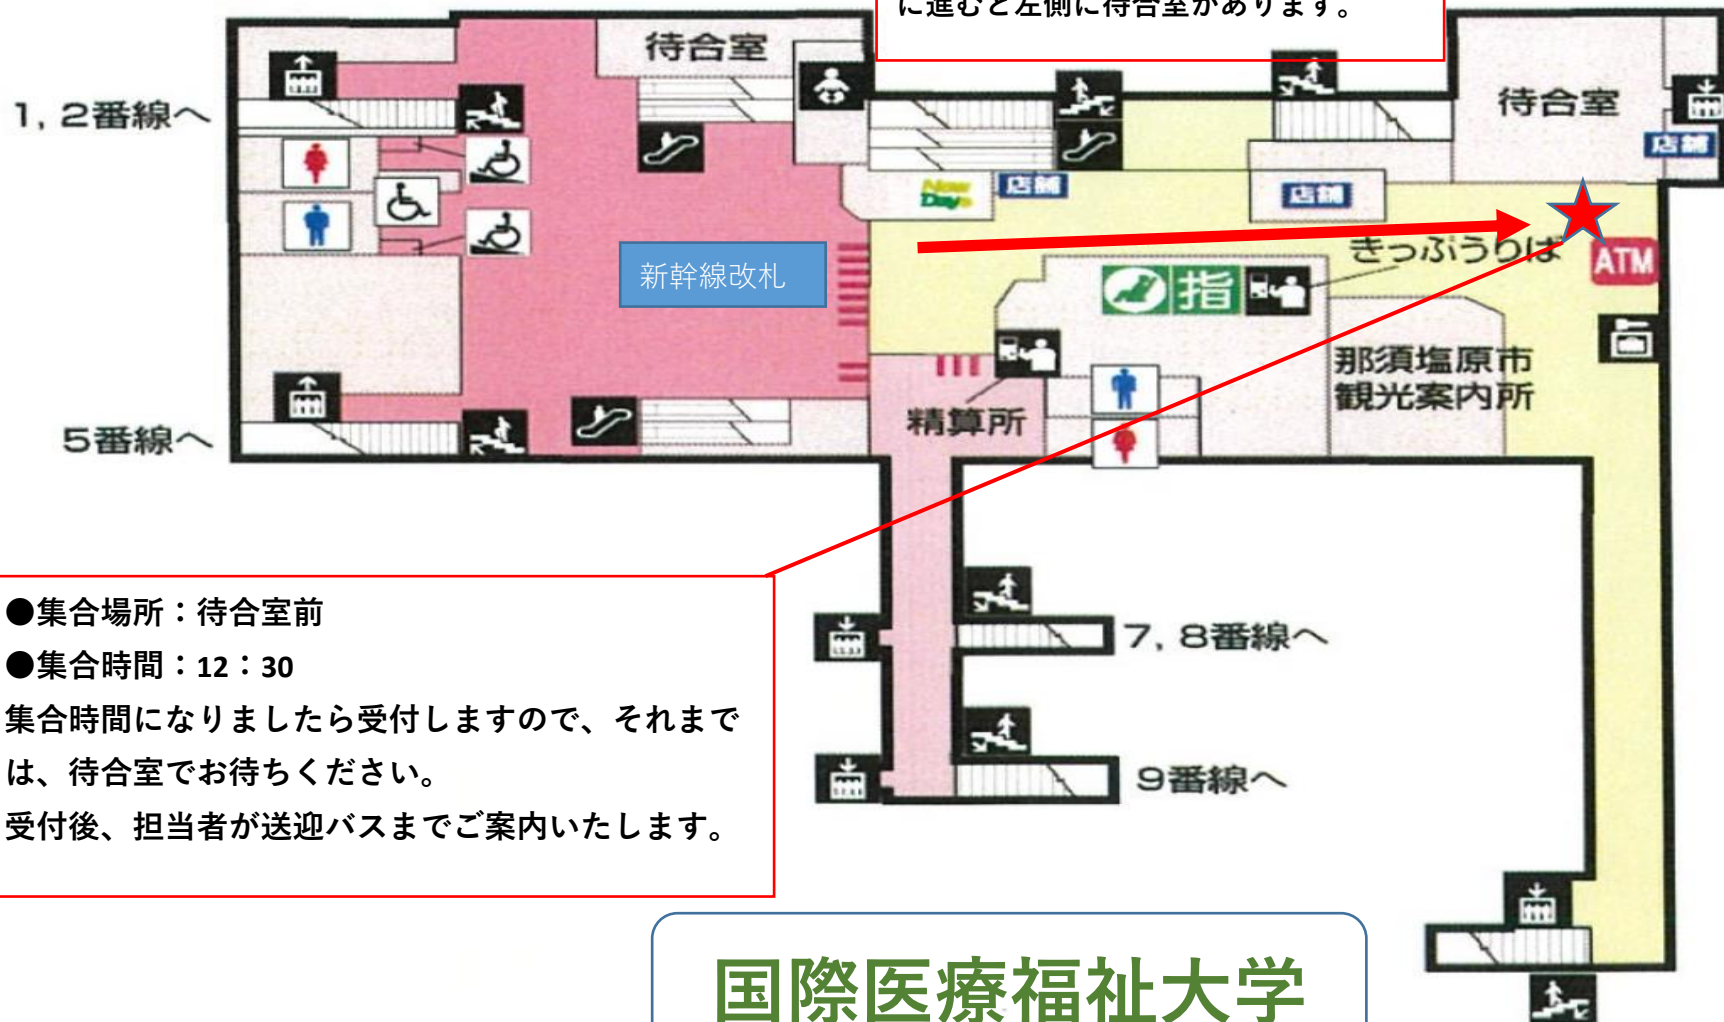 に進むと左側に待合室があります。
待合室
1, 2番線へ
待合室
店舗
New
Days
店舗
店舗
新幹線改札
きっぷうりば
ATM
指
那須塩原市
観光案内所
精算所
5番線へ
●集合場所：待合室前
●集合時間：12：30
集合時間になりましたら受付しますので、それまで
は、待合室でお待ちください。
受付後、担当者が送迎バスまでご案内いたします。
7, 8番線へ
9番線へ
国際医療福祉大学